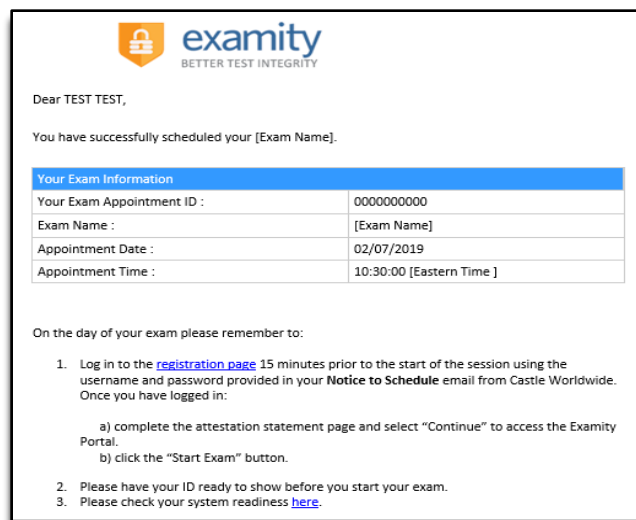 examity
BETTER TEST INTEGRITY
Dear TEST TEST,
You have successfully scheduled your [Exam Name].
Your Exam Information
Your Exam Appointment ID : 0000000000
Exam Name : [Exam Name]
Appointment Date : 02/07/2019
Appointment Time : 10:30:00 [Eastern Time ]
On the day of your exam please remember to:
1. Log in to the registration page 15 minutes prior to the start of the session using the
username and password provided in your Notice to Schedule email from Castle Worldwide.
Once you have logged in:
a) complete the attestation statement page and select “Continue” to access the Examity
Portal.
b) click the “Start Exam” button.
2. Please have your ID ready to show before you start your exam.
3. Please check your system readiness here.